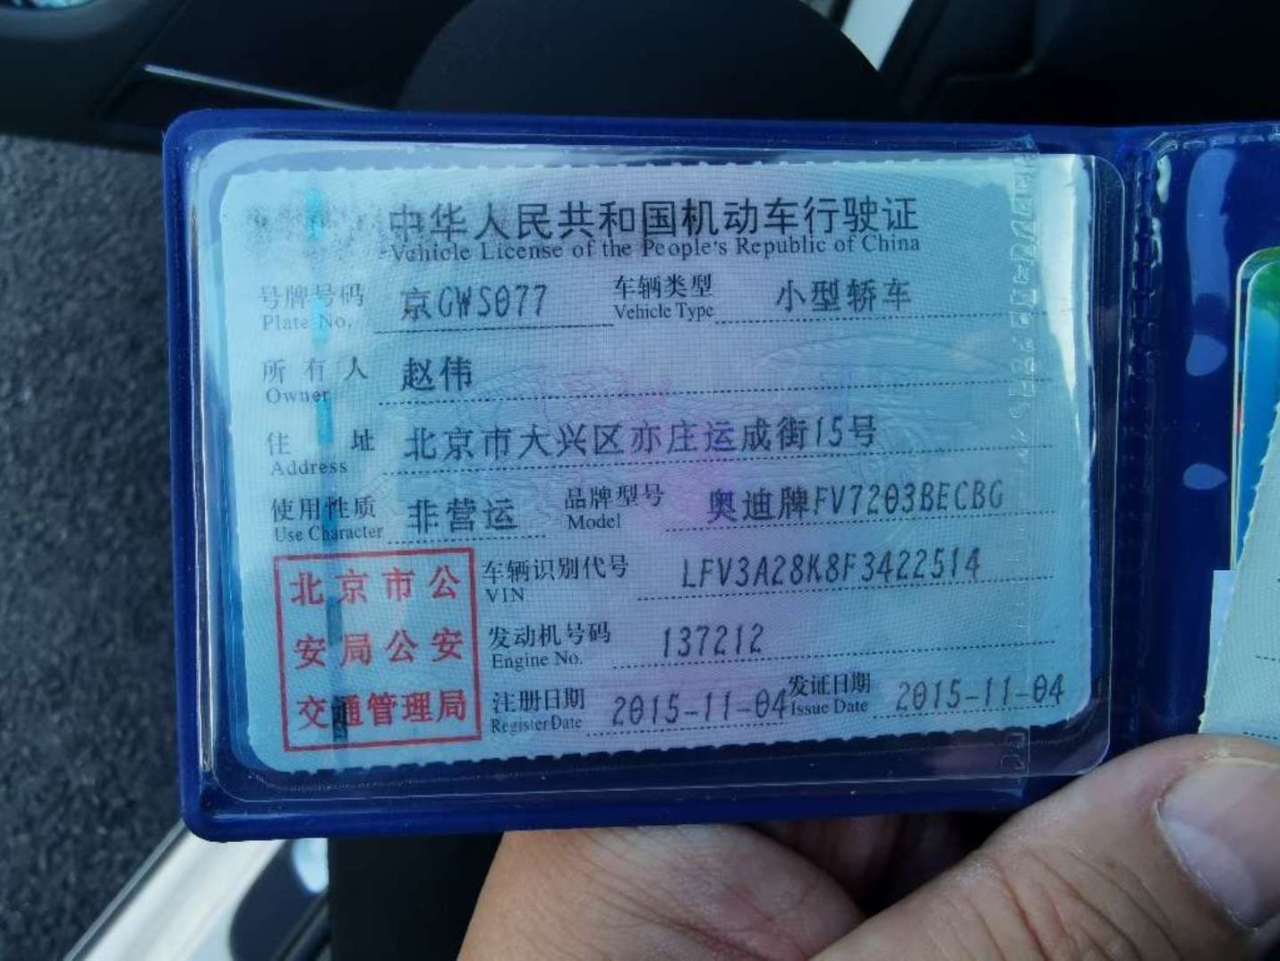 中华人民共和国机动车行驶证
Vehicle License of the People's Republic of China
号牌号码 京GWS077 车辆类型 小型轿车
Plate No. Vehicle Type
所有人 赵伟
Owner
住址 北京市大兴区亦庄运成街15号
Address
使用性质 非营运 品牌型号 奥迪牌FV7203BECBG
Use Character Model
车辆识别代号 LFV3A28K8F3422514
VIN
发动机号码 137212
Engine No.
注册日期 2015-11-04 发证日期 2015-11-04
Register Date Issue Date
北京市公
安局公安
交通管理局